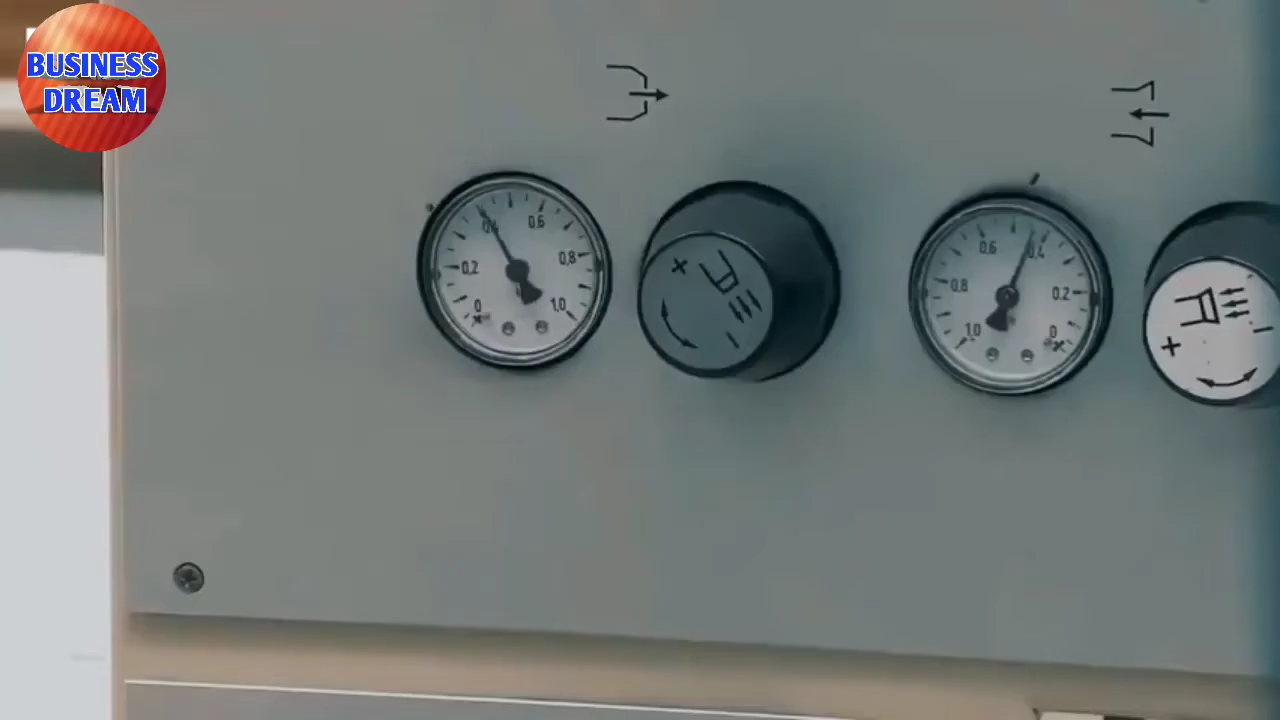 BUSINESS
DREAM
0 0,2 0,4 0,6 0,8 1,0
1,0 0,8 0,6 0,4 0,2 0
+ −
+ −